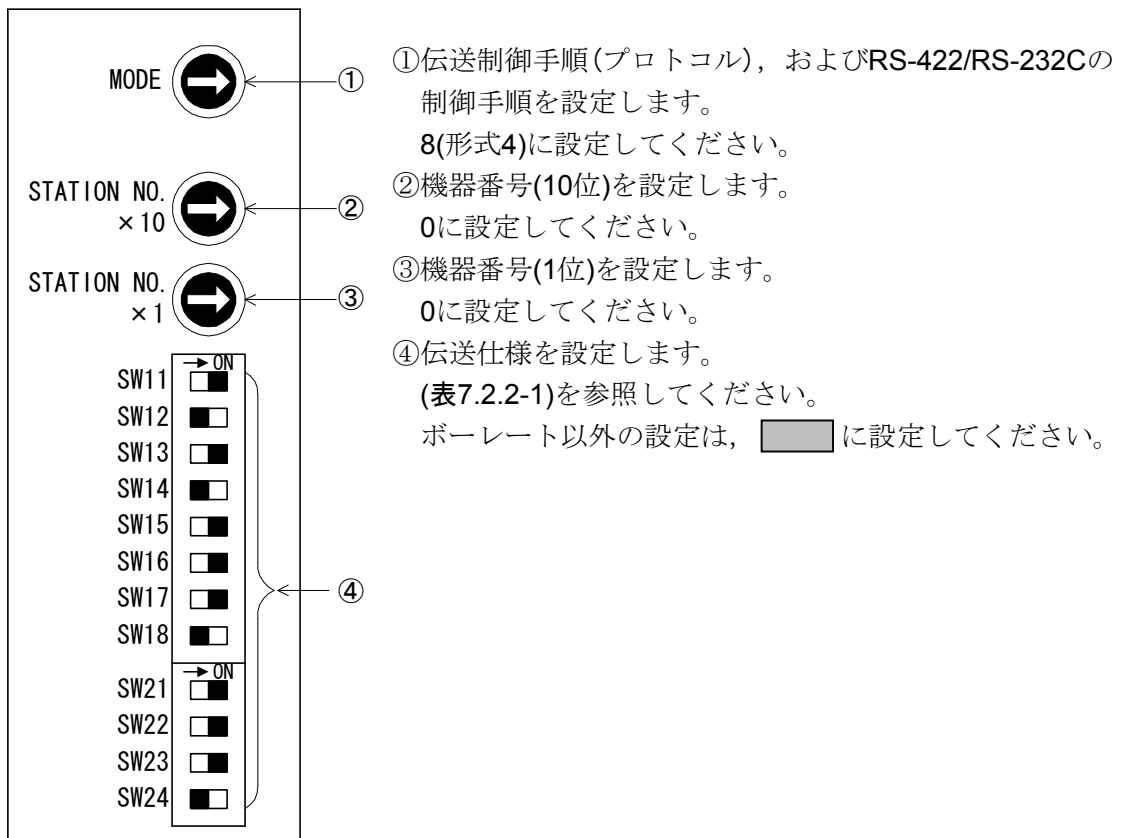 MODE
①
STATION NO.
×10
②
STATION NO.
×1
③
→ ON
SW11
SW12
SW13
SW14
SW15
SW16
SW17
SW18
④
→ ON
SW21
SW22
SW23
SW24
①伝送制御手順(プロトコル)，およびRS-422/RS-232Cの
制御手順を設定します。
8(形式4)に設定してください。
②機器番号(10位)を設定します。
0に設定してください。
③機器番号(1位)を設定します。
0に設定してください。
④伝送仕様を設定します。
(表7.2.2-1)を参照してください。
ボーレート以外の設定は，に設定してください。